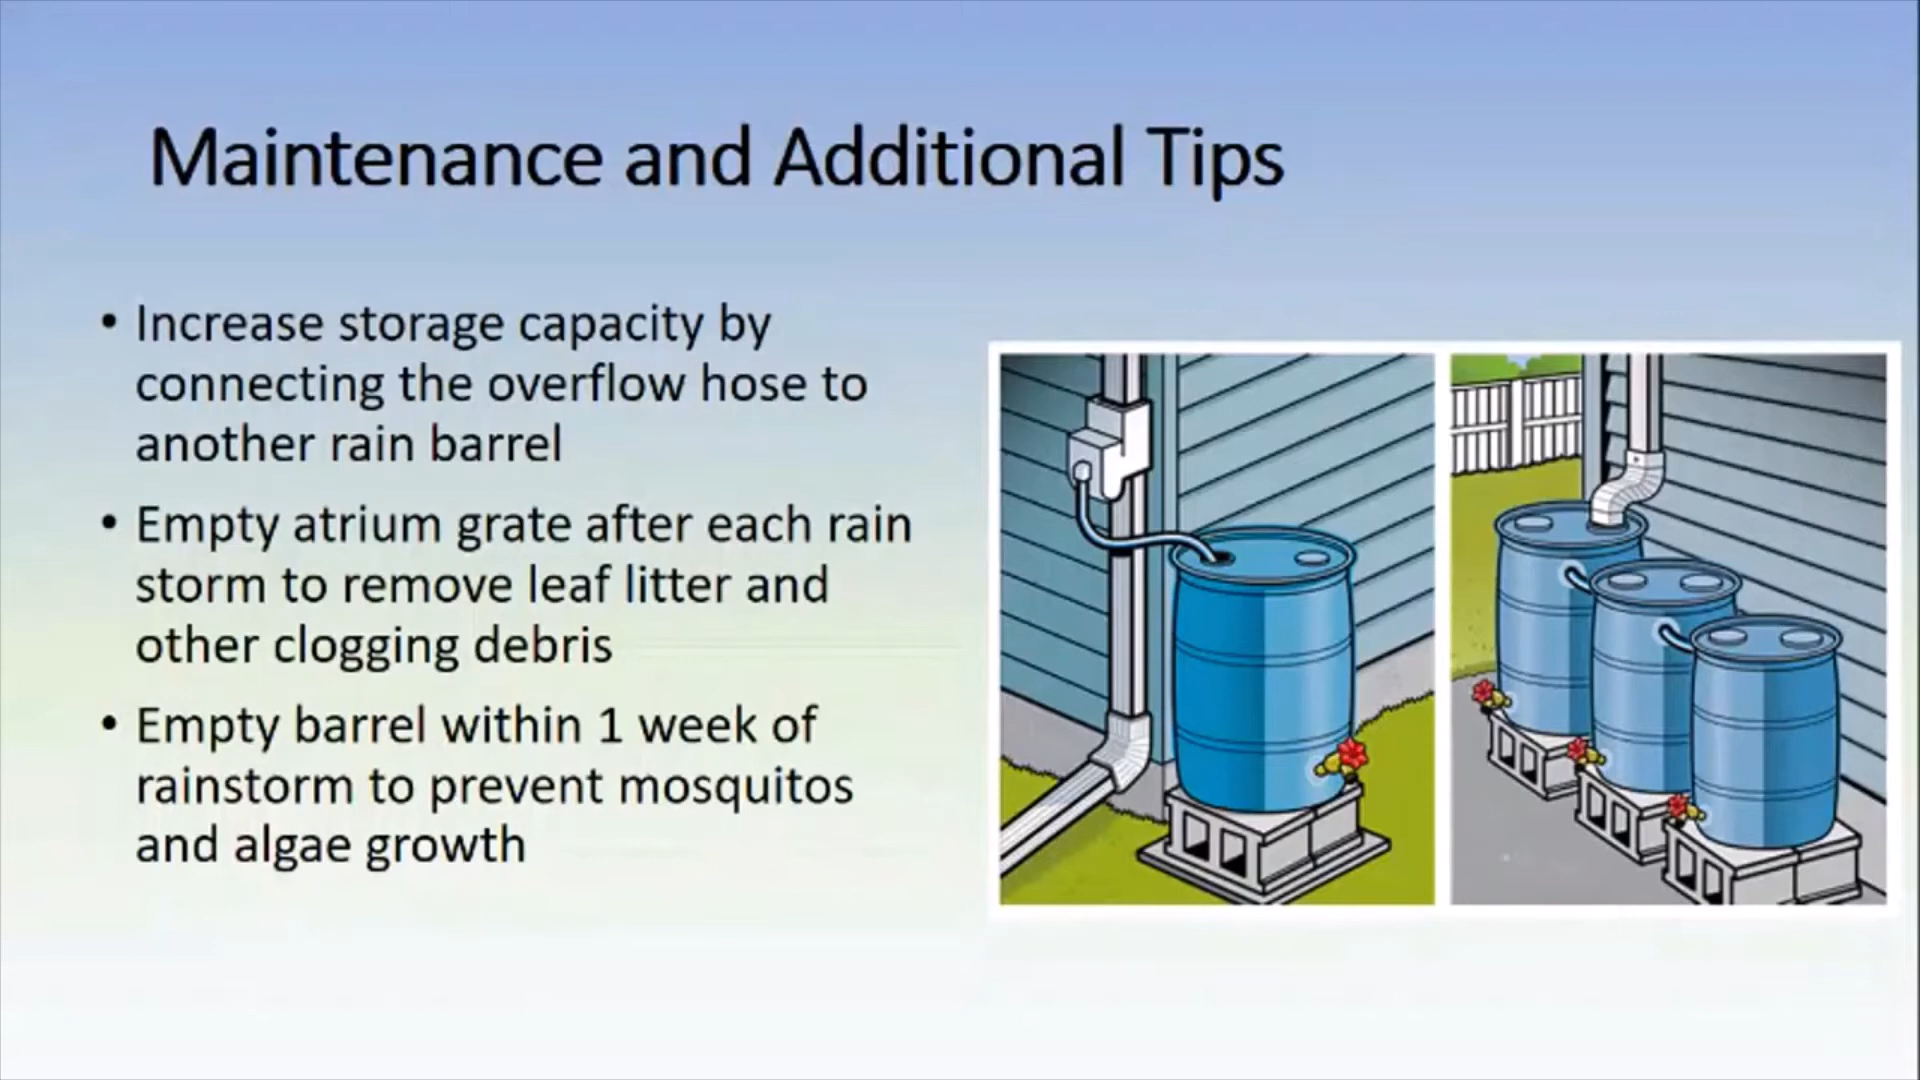 Maintenance and Additional Tips
• Increase storage capacity by
connecting the overflow hose to
another rain barrel
• Empty atrium grate after each rain
storm to remove leaf litter and
other clogging debris
• Empty barrel within 1 week of
rainstorm to prevent mosquitos
and algae growth